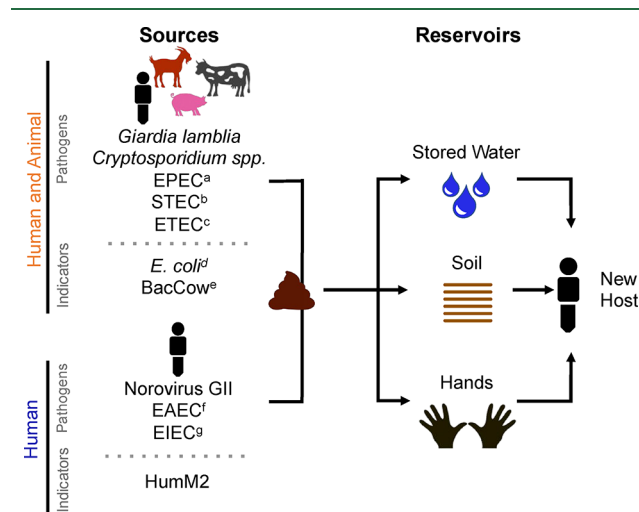 Sources
Reservoirs
Human and Animal
Pathogens
Giardia lamblia
Cryptosporidium spp.
EPECᵃ
STECᵇ
ETECᶜ
Indicators
E. coliᵈ
BacCowᵉ
Human
Pathogens
Norovirus GII
EAECᶠ
EIECᵍ
Indicators
HumM2
Stored Water
Soil
Hands
New
Host